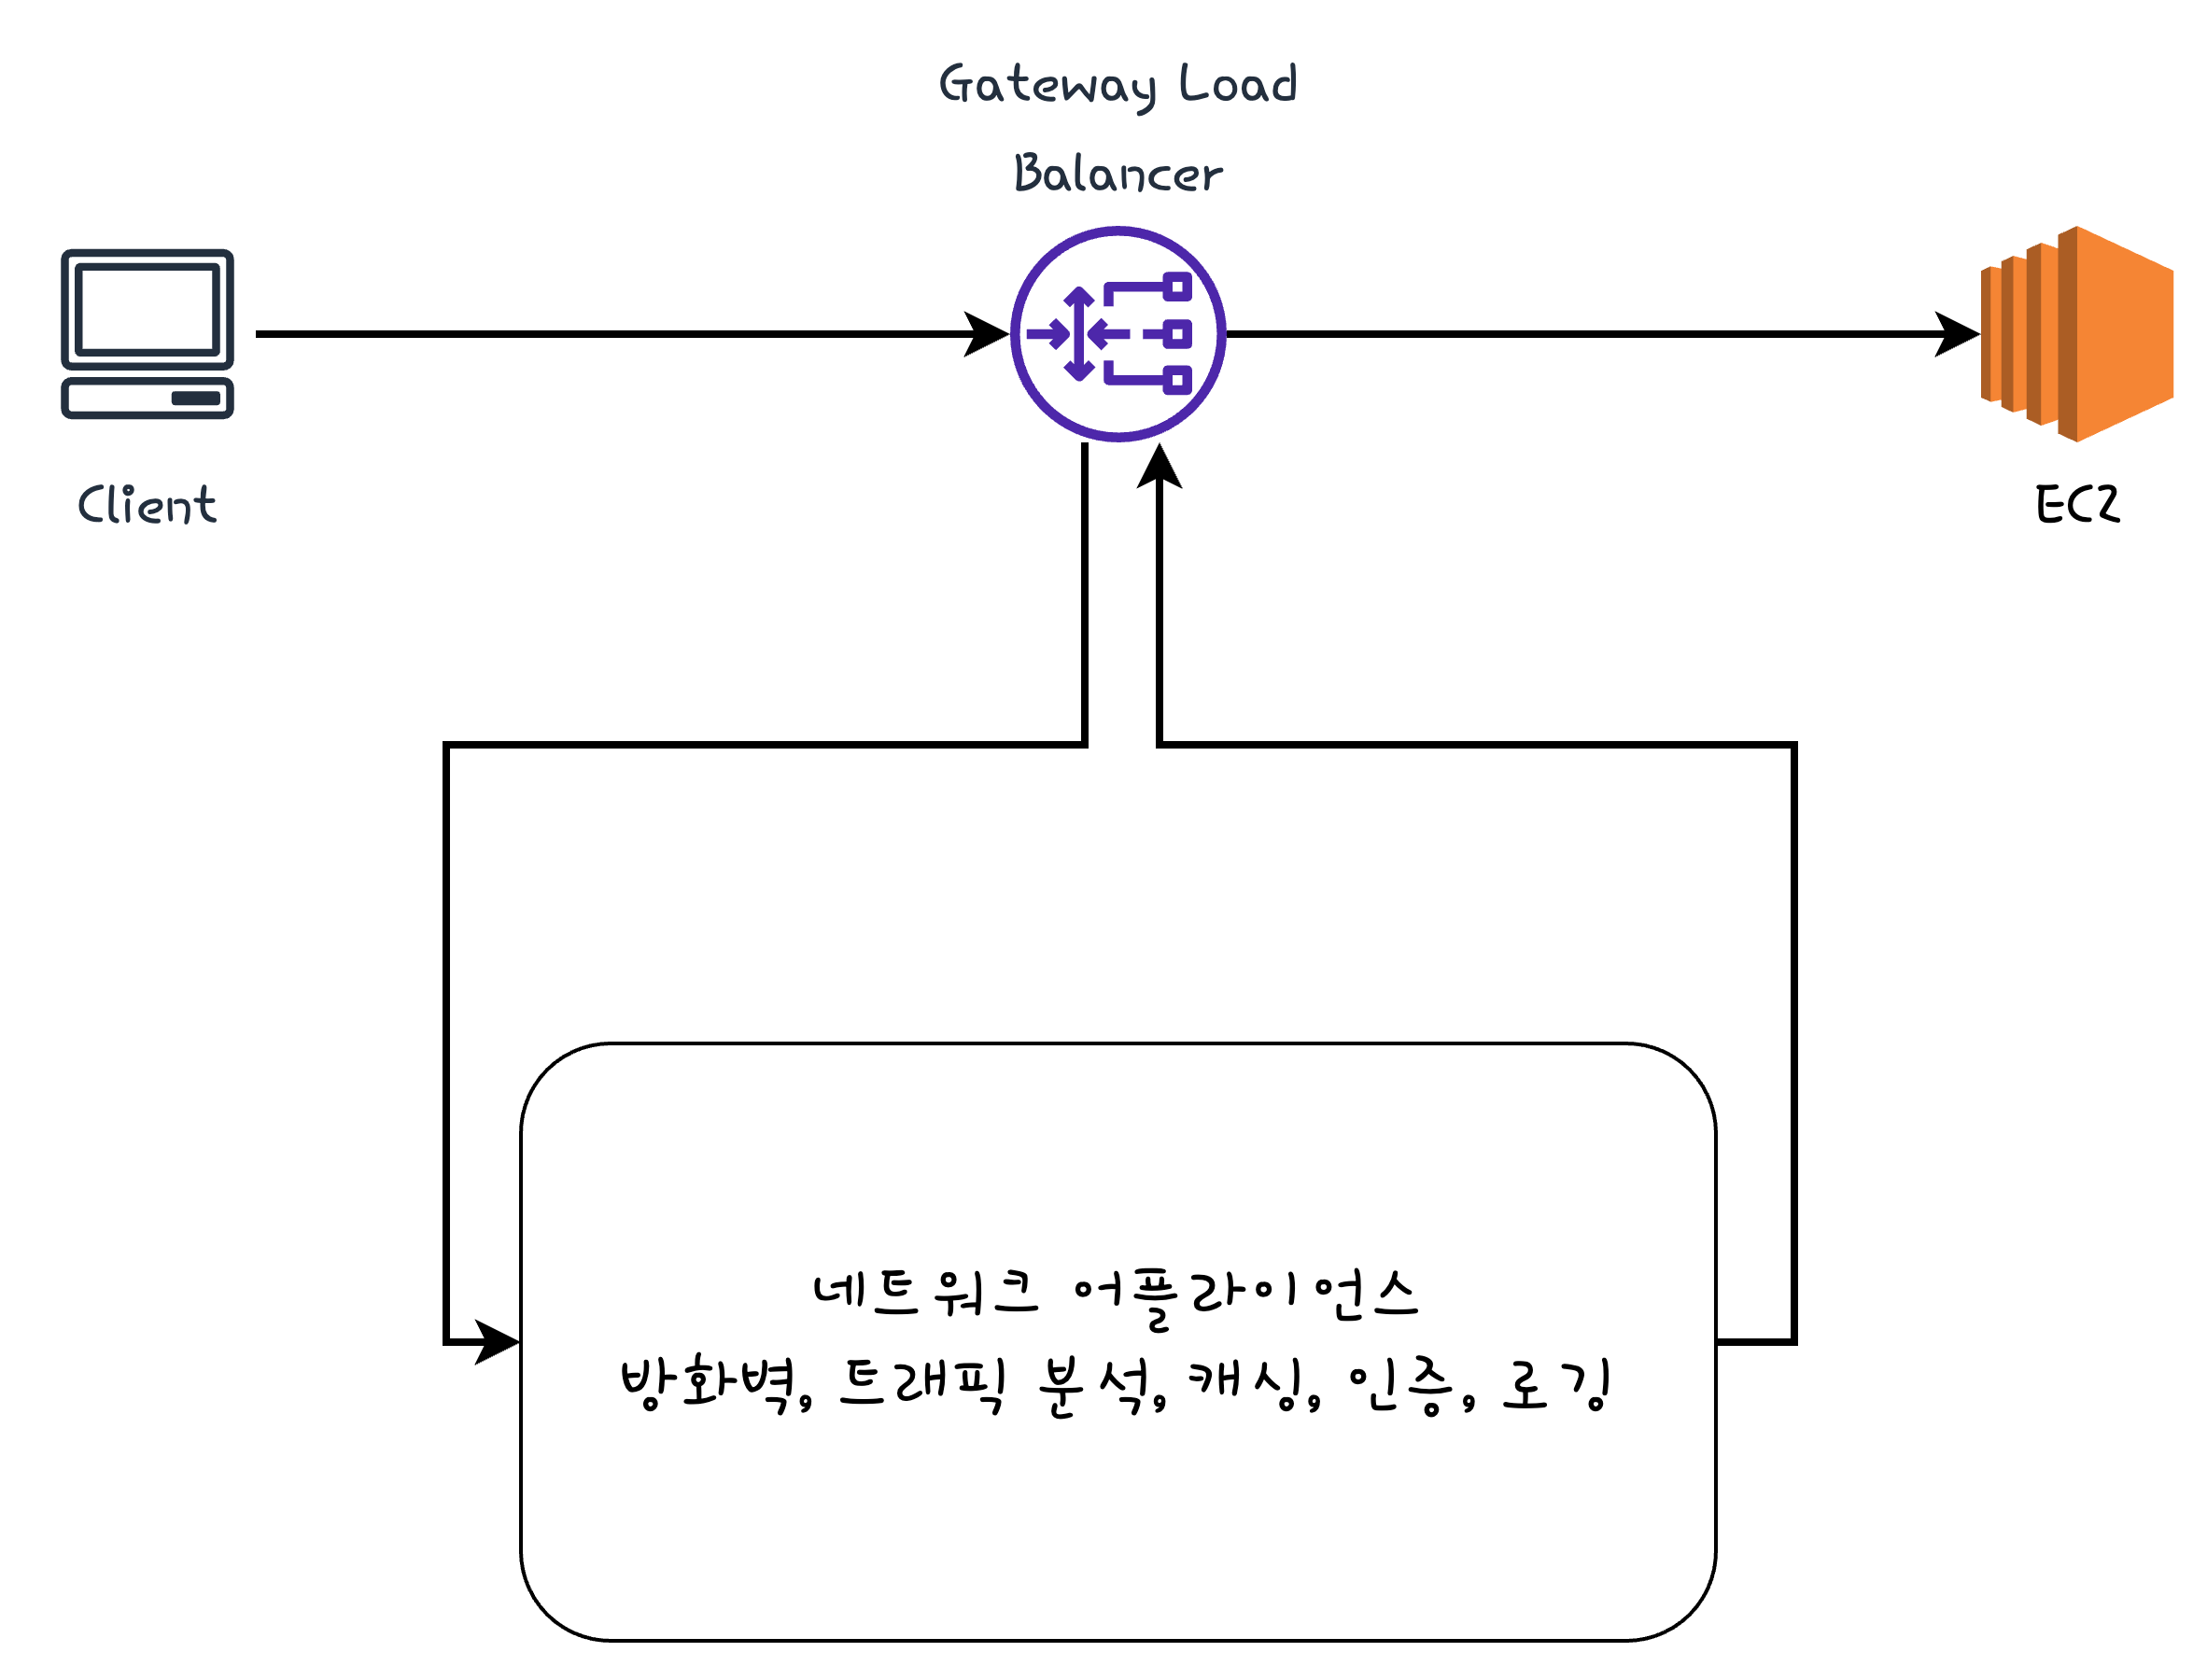 Gateway Load
Balancer
Client
EC2
네트워크 어플라이언스
방화벽, 트래픽 분석, 캐싱, 인증, 로깅